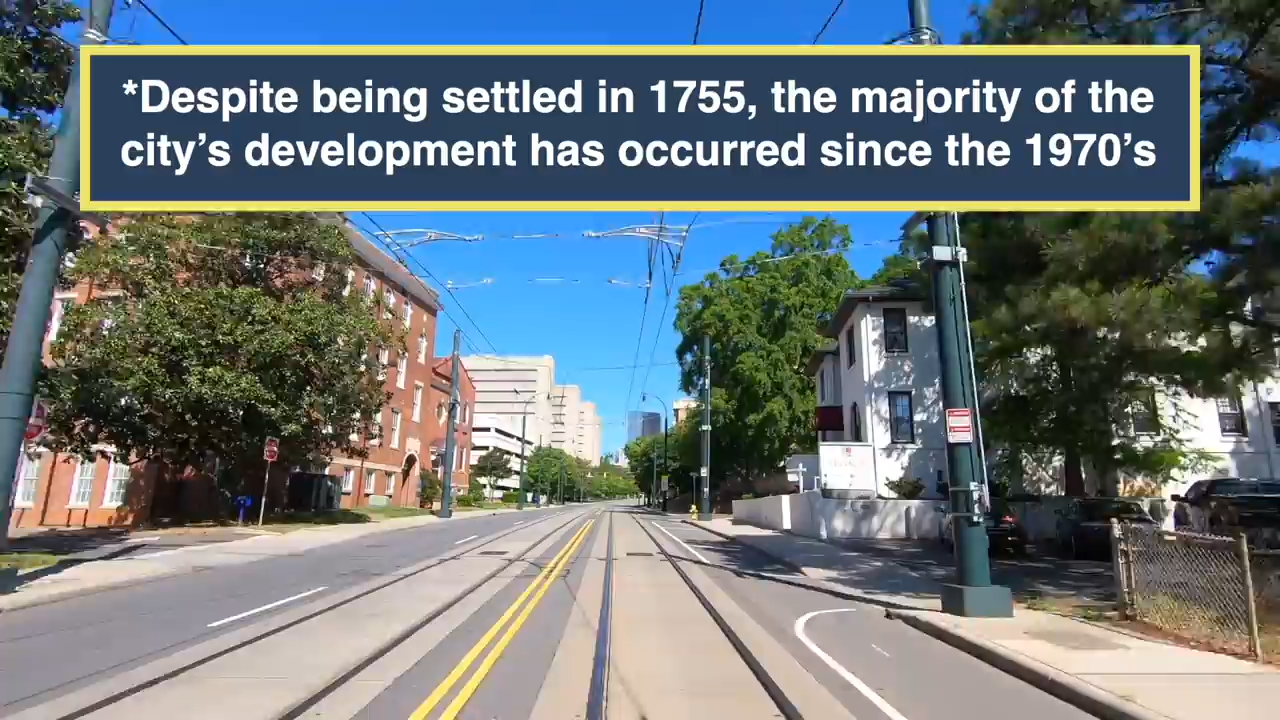 *Despite being settled in 1755, the majority of the
city’s development has occurred since the 1970’s